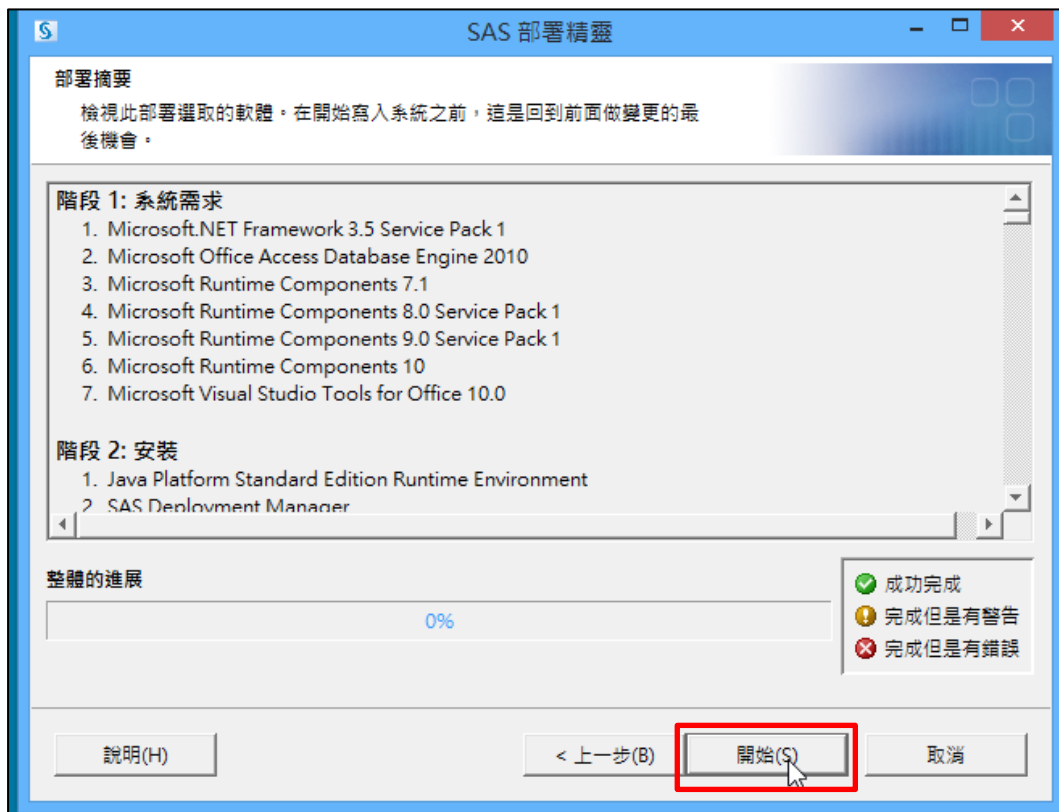 SAS 部署精靈
部署摘要
檢視此部署選取的軟體。在開始寫入系統之前，這是回到前面做變更的最
後機會。
階段 1: 系統需求
1. Microsoft.NET Framework 3.5 Service Pack 1
2. Microsoft Office Access Database Engine 2010
3. Microsoft Runtime Components 7.1
4. Microsoft Runtime Components 8.0 Service Pack 1
5. Microsoft Runtime Components 9.0 Service Pack 1
6. Microsoft Runtime Components 10
7. Microsoft Visual Studio Tools for Office 10.0
階段 2: 安裝
1. Java Platform Standard Edition Runtime Environment
2. SAS Deployment Manager
整體的進展
0%
成功完成
完成但是有警告
完成但是有錯誤
說明(H)
< 上一步(B)
開始(S)
取消